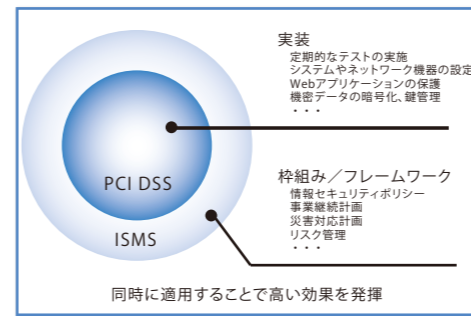 実装
定期的なテストの実施
システムやネットワーク機器の設定
Webアプリケーションの保護
機密データの暗号化、鍵管理
・・・
PCI DSS
ISMS
枠組み／フレームワーク
情報セキュリティポリシー
事業継続計画
災害対応計画
リスク管理
・・・
同時に適用することで高い効果を発揮